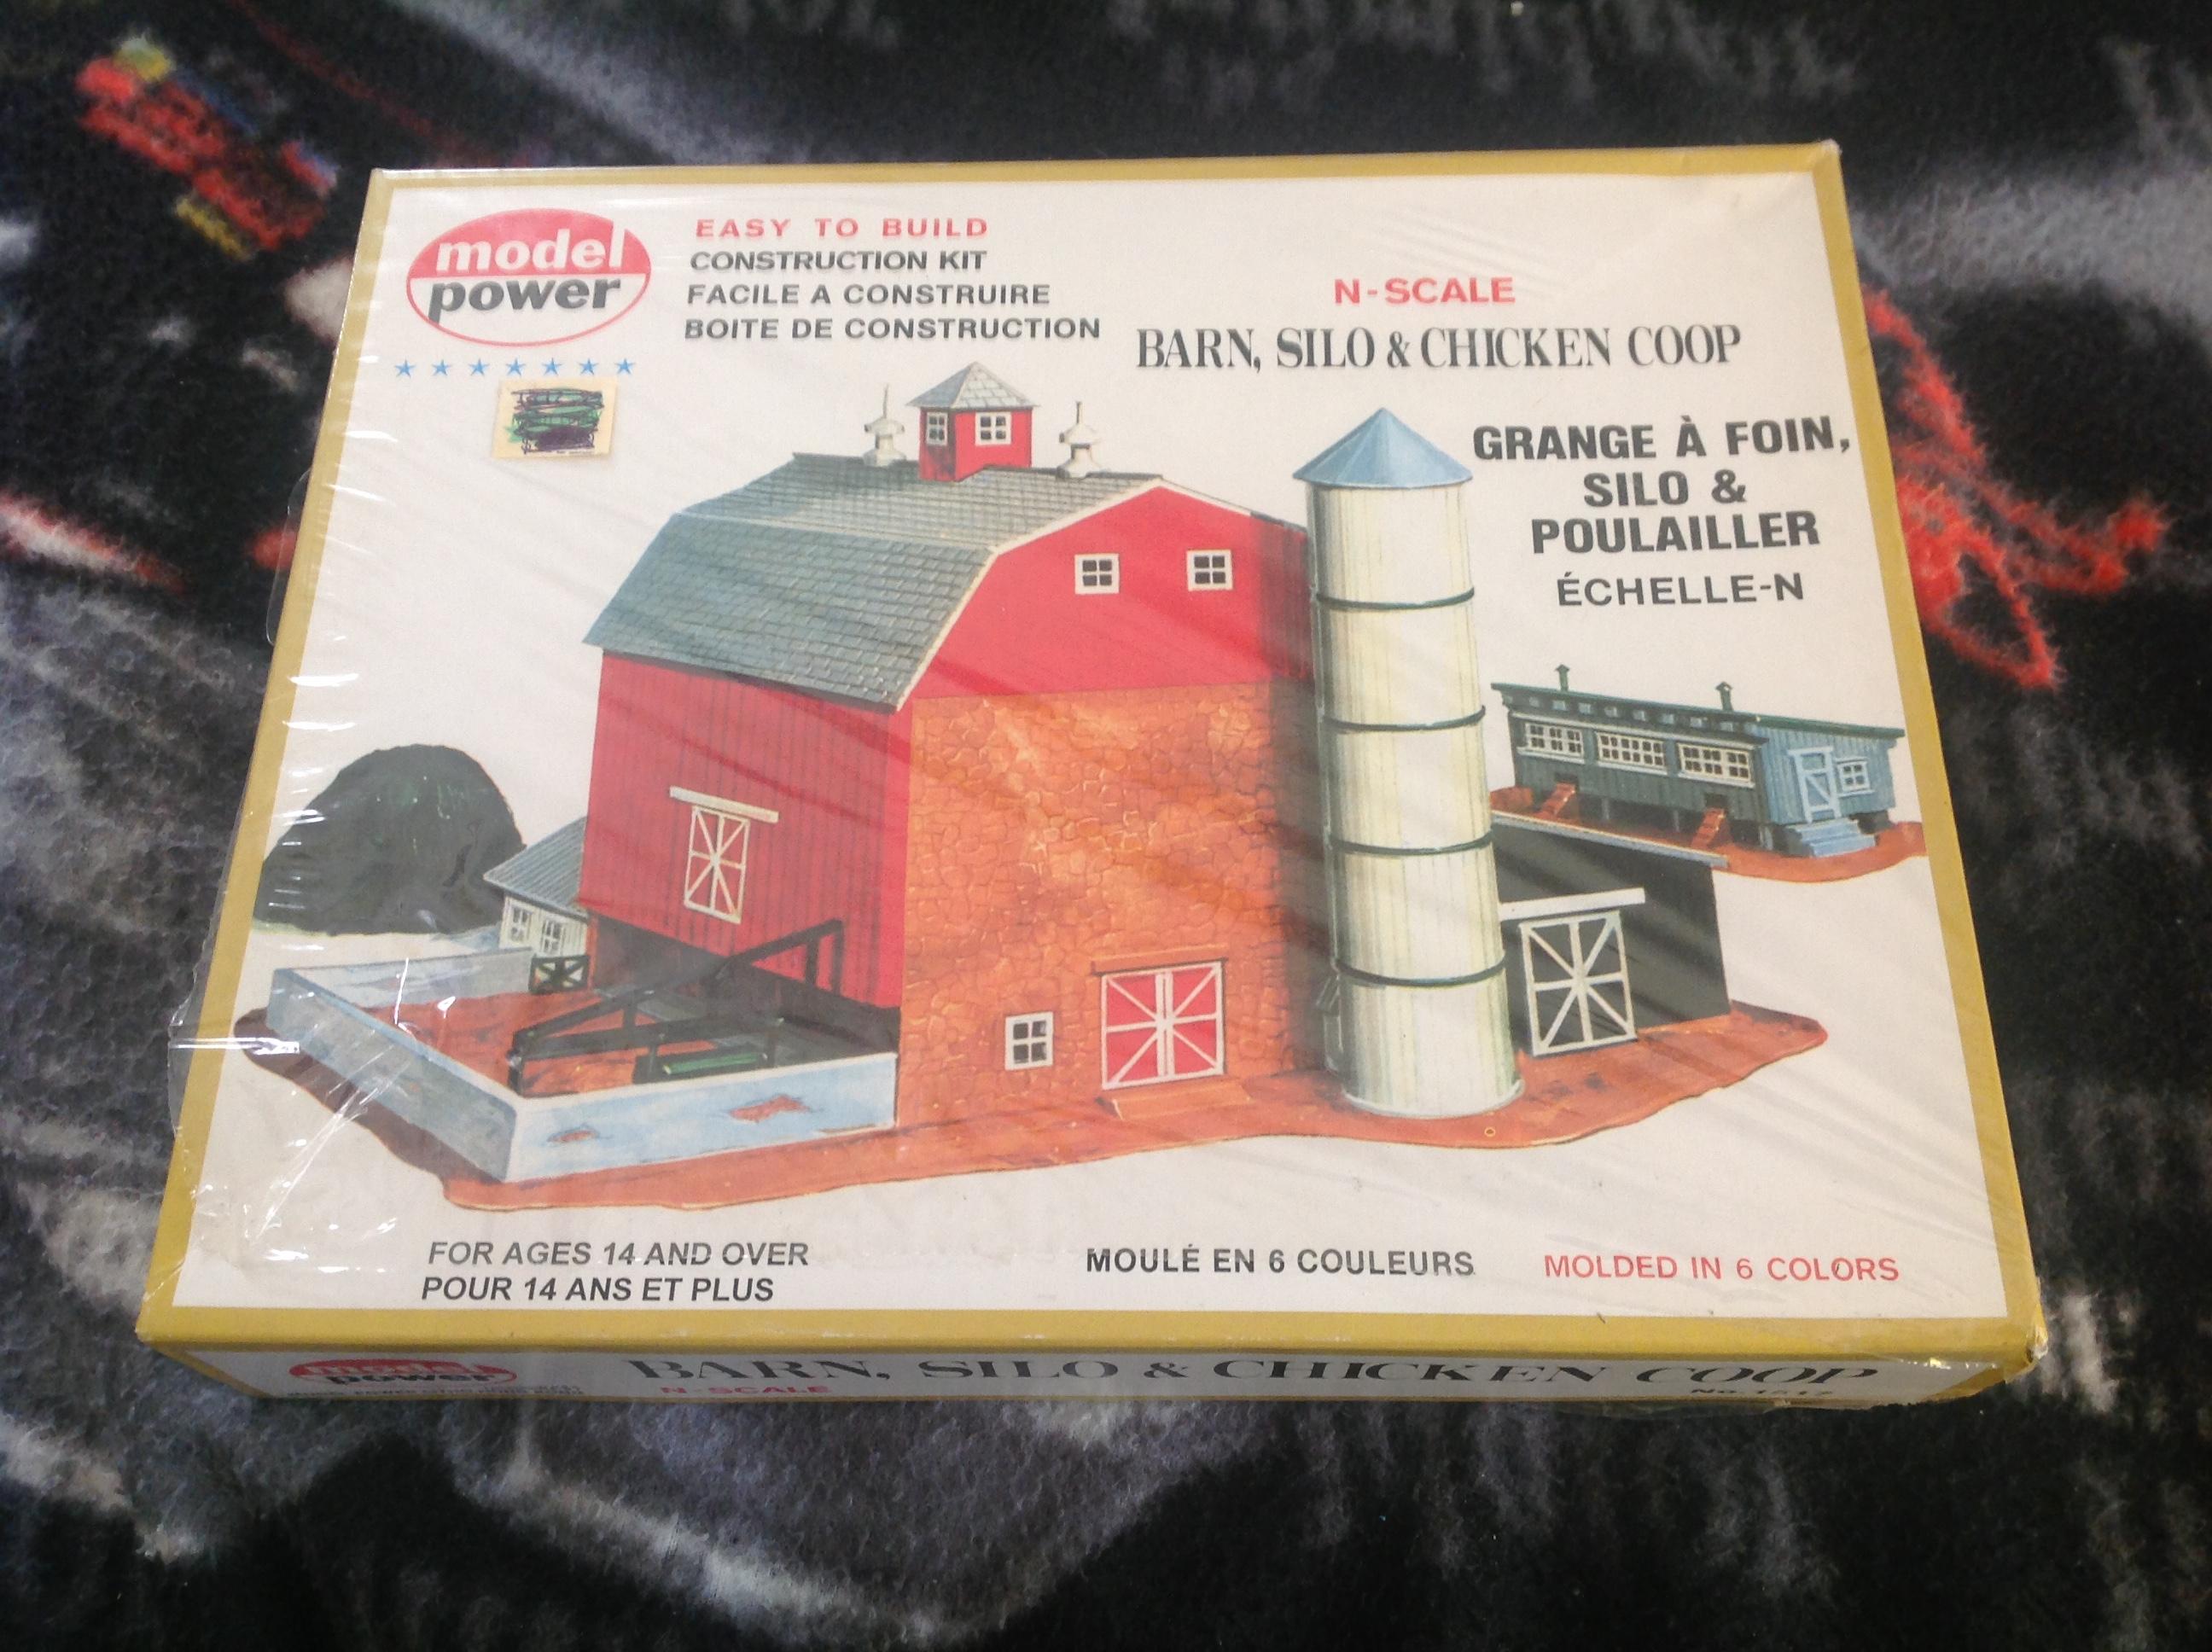 model
power
EASY TO BUILD
CONSTRUCTION KIT
FACILE A CONSTRUIRE
BOITE DE CONSTRUCTION
N-SCALE
BARN, SILO & CHICKEN COOP
GRANGE À FOIN,
SILO &
POULAILLER
ÉCHELLE-N
FOR AGES 14 AND OVER
POUR 14 ANS ET PLUS
MOULÉ EN 6 COULEURS
MOLDED IN 6 COLORS
model
power
BARN, SILO & CHICKEN COOP
N-SCALE